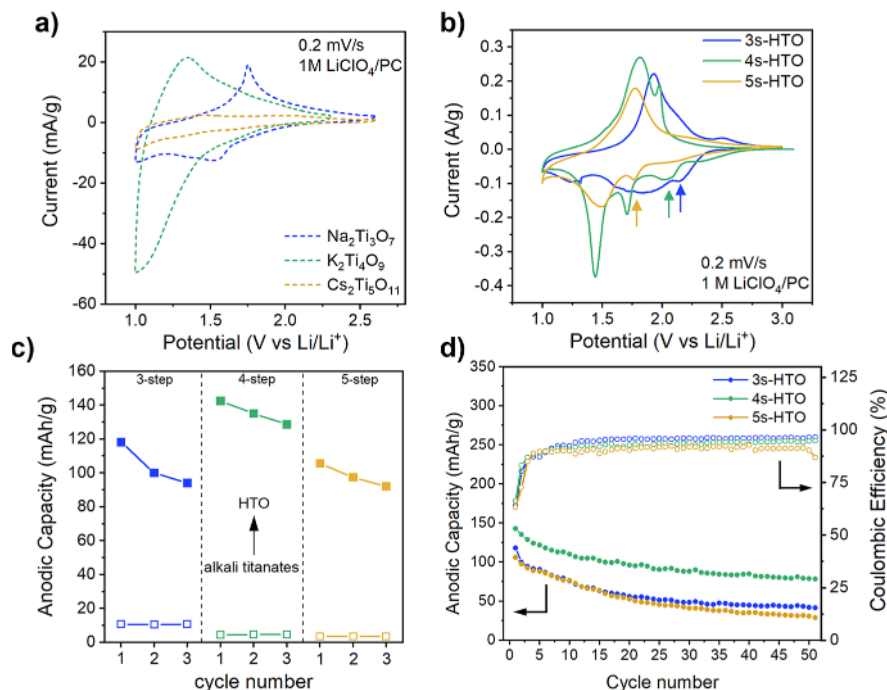 a)
0.2 mV/s
1M LiClO₄/PC
Na₂Ti₃O₇
K₂Ti₄O₉
Cs₂Ti₅O₁₁
Current (mA/g)
40
20
0
-20
-40
-60
1.0
1.5
2.0
2.5
Potential (V vs Li/Li⁺)
b)
3s-HTO
4s-HTO
5s-HTO
0.2 mV/s
1 M LiClO₄/PC
Current (A/g)
0.3
0.2
0.1
0.0
-0.1
-0.2
-0.3
-0.4
1.0
1.5
2.0
2.5
3.0
Potential (V vs Li/Li⁺)
c)
3-step
4-step
5-step
HTO
alkali titanates
Anodic Capacity (mAh/g)
160
140
120
100
80
60
40
20
0
1
2
3
1
2
3
1
2
3
cycle number
d)
3s-HTO
4s-HTO
5s-HTO
Anodic Capacity (mAh/g)
350
300
250
200
150
100
50
0
0
5
10
15
20
25
30
35
40
45
50
Cycle number
125
100
75
50
25
0
Coulombic Efficiency (%)